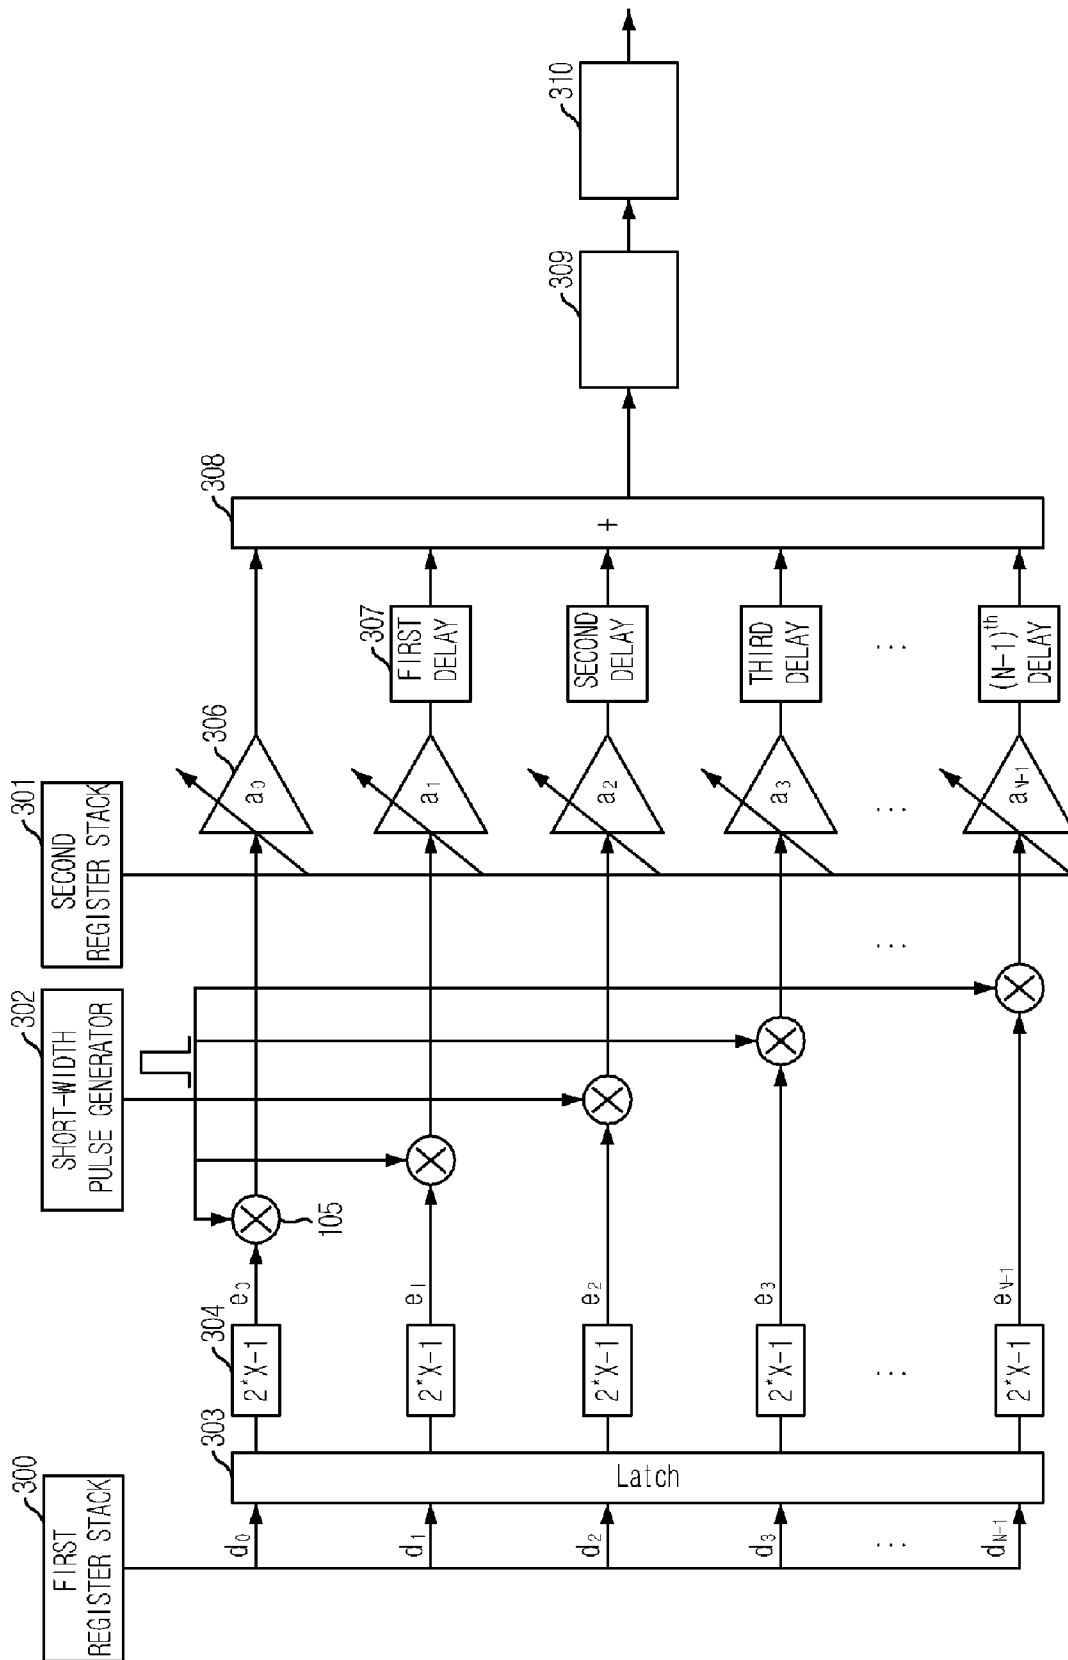 300
FIRST
REGISTER STACK
302
SHORT-WIDTH
PULSE GENERATOR
301
SECOND
REGISTER STACK
d₀
d₁
d₂
d₃
...
dN-1
303
Latch
304
2*X-1
2*X-1
2*X-1
2*X-1
...
2*X-1
e₀
e₁
e₂
e₃
eN-1
105
...
306
a₀
a₁
a₂
a₃
...
aN-1
307
FIRST
DELAY
SECOND
DELAY
THIRD
DELAY
...
(N-1)th
DELAY
308
+
309
310